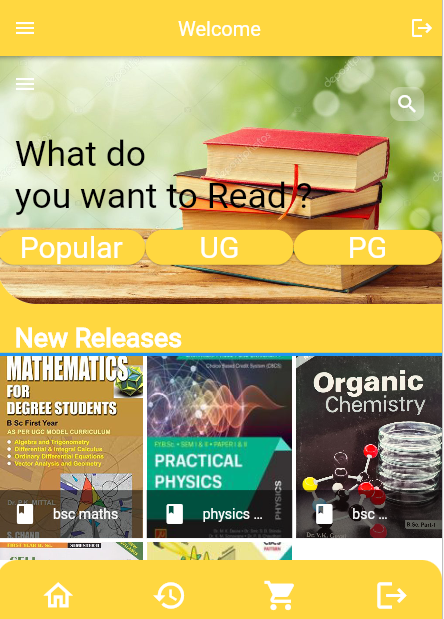 Welcome
What do
you want to Read ?
Popular
UG
PG
New Releases
MATHEMATICS
FOR
DEGREE STUDENTS
B Sc First Year
AS PER UGC MODEL CURRICULUM
Algebra and Trigonometry
Differential & Integral Calculus
Ordinary Differential Equations
Vector Analysis and Geometry
Dr. P.K. MITTAL
S. CHAND
bsc maths
Choice Based Credit System (CBCS)
F.Y.B.Sc. • SEM I & II • PAPER I & II
PRACTICAL
PHYSICS
PHYSICS
physics ...
Organic
Chemistry
B.Sc. Part-I
Dr. Y.K.
bsc ...